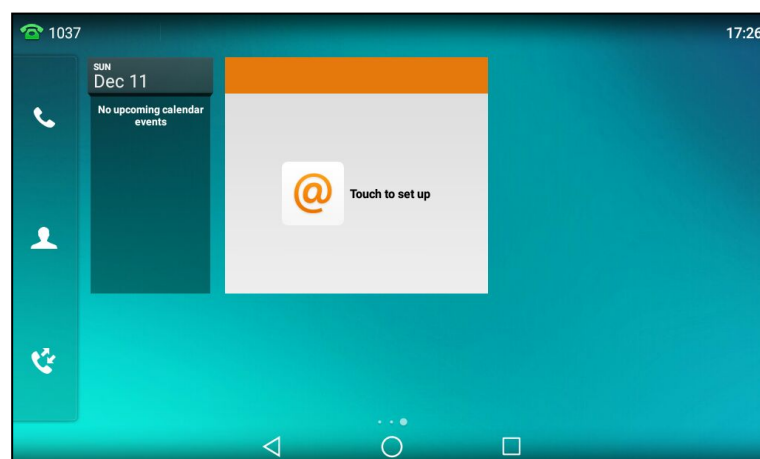 1037
17:26
SUN
Dec 11
No upcoming calendar
events
@ Touch to set up